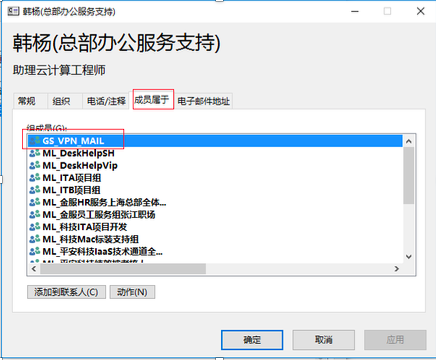 韩杨(总部办公服务支持)
韩杨(总部办公服务支持)
助理云计算工程师
常规 组织 电话/注释 成员属于 电子邮件地址
组成员(G):
GS_VPN_MAIL
ML_DeskHelpSH
ML_DeskHelpVip
ML_ITA项目组
ML_ITB项目组
ML_金服HR服务上海总部全体...
ML_金服员工服务组张江职场
ML_科技ITA项目开发
ML_科技Mac标装支持组
ML_平安科技IaaS技术通道全...
添加到联系人(C) 动作(N)
确定 取消 应用